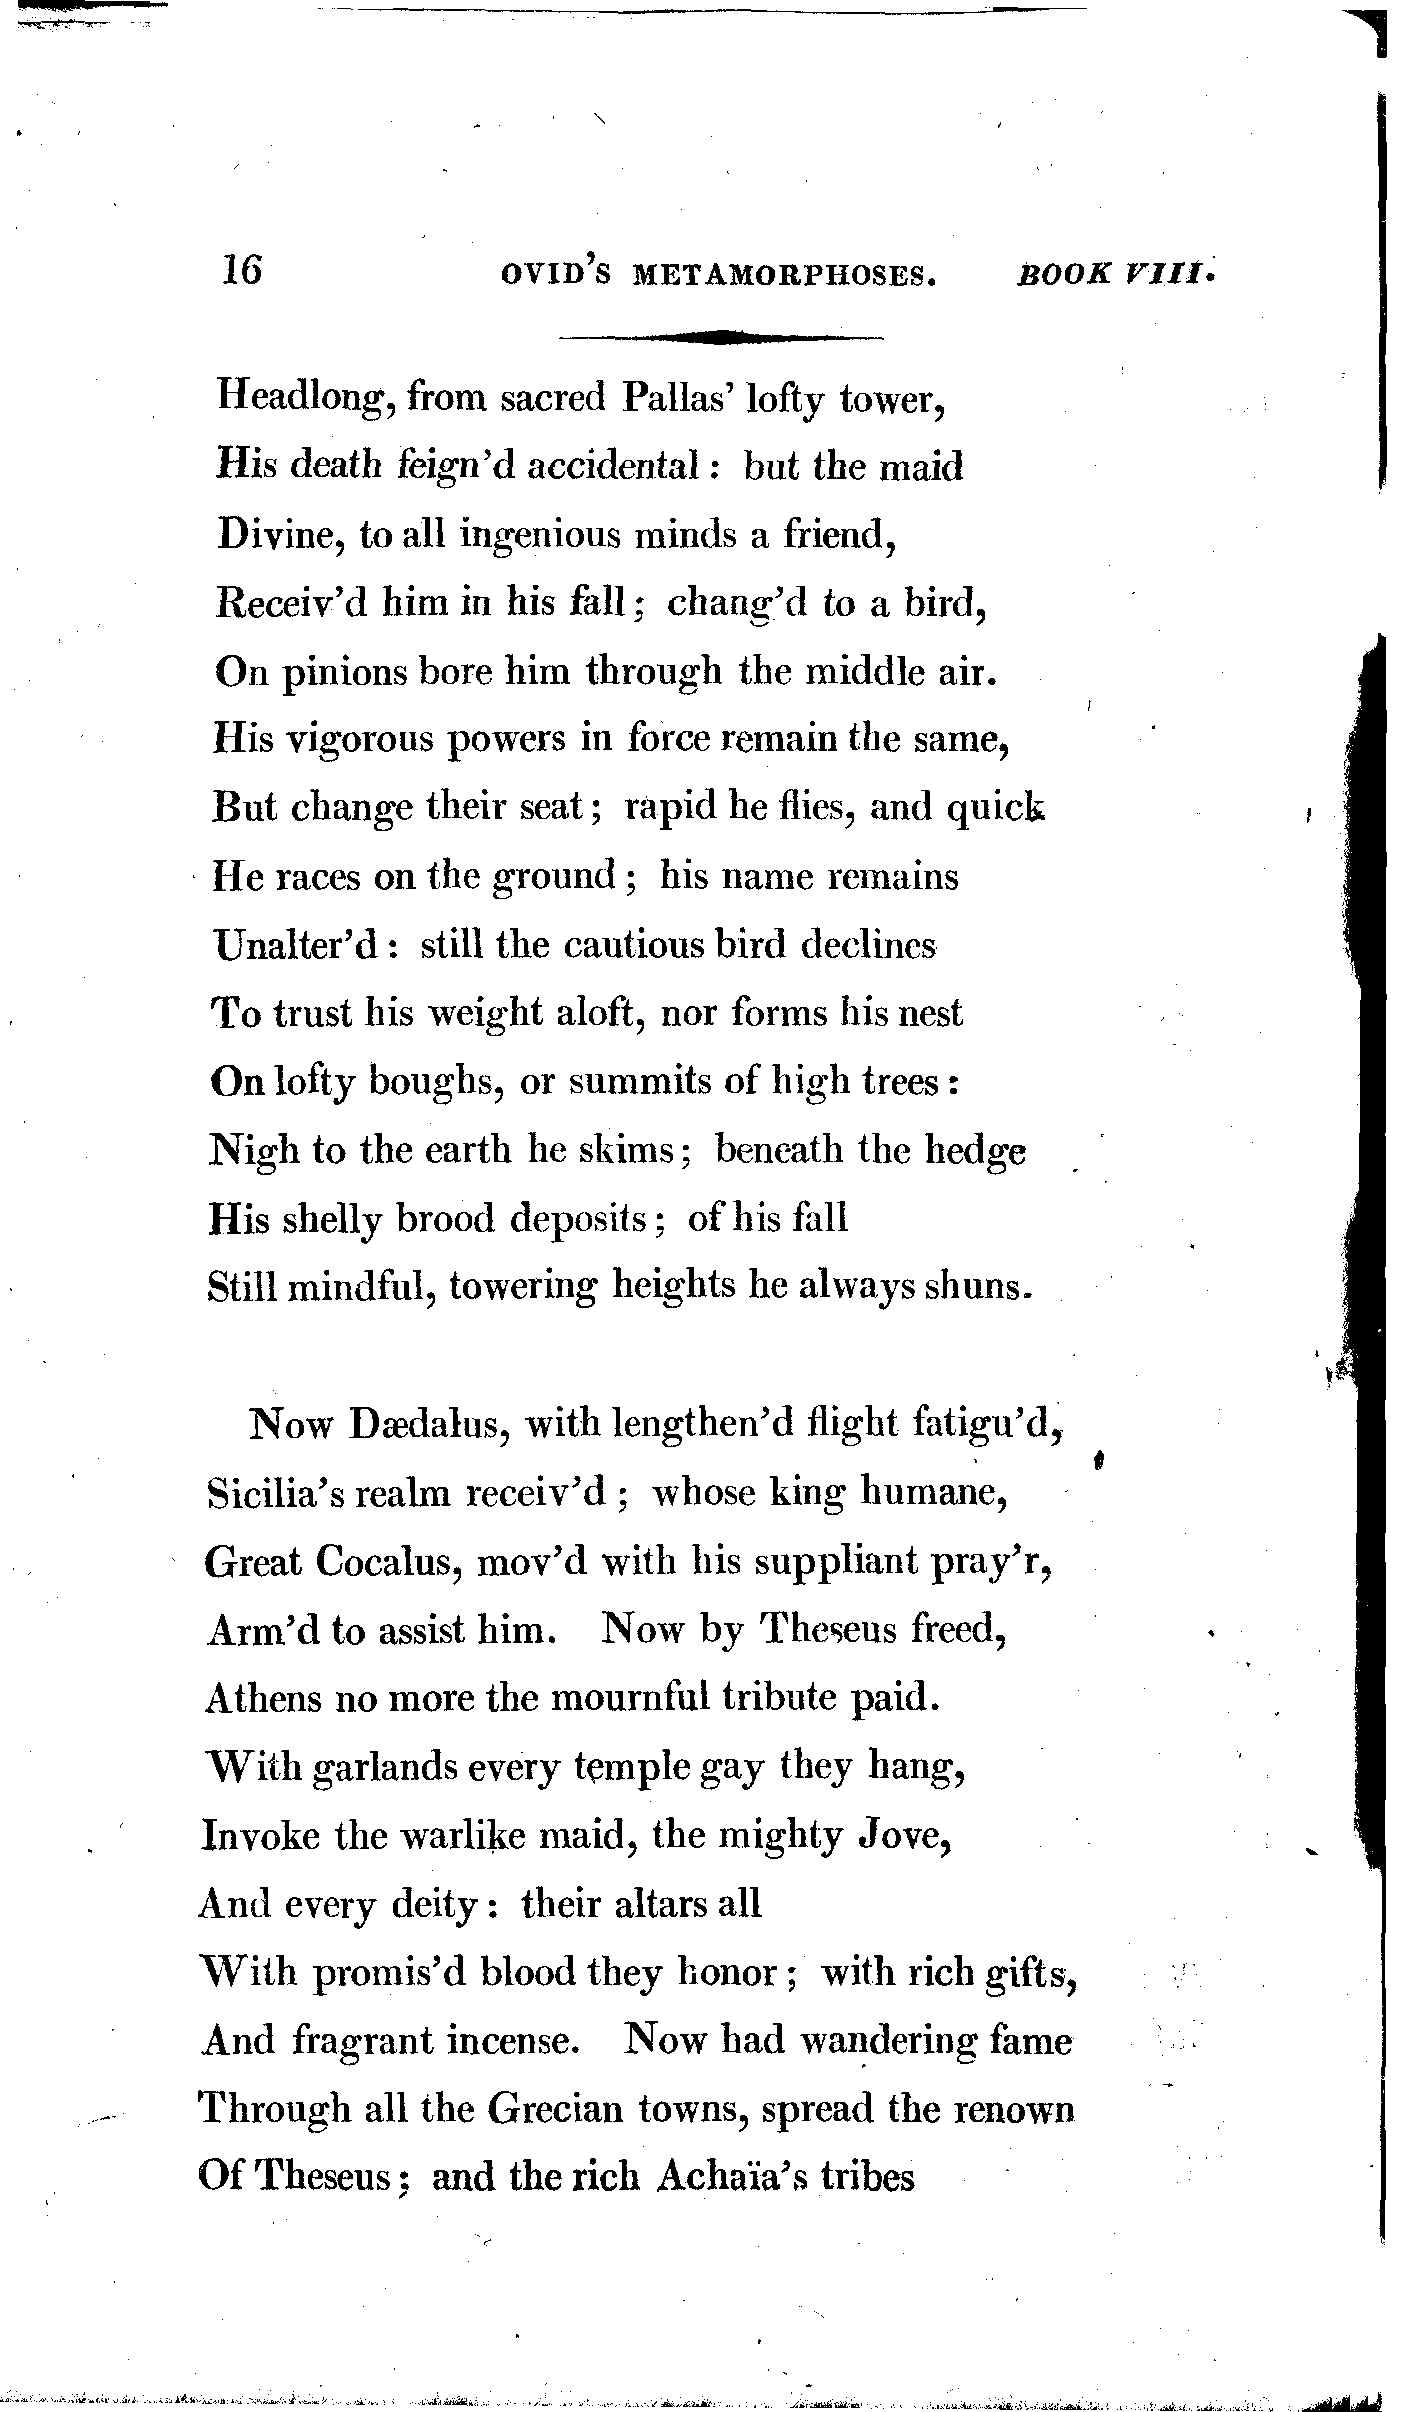 16 OVID'S METAMORPHOSES. BOOK VIII.
Headlong, from sacred Pallas' lofty tower,
His death feign'd accidental : but the maid
Divine, to all ingenious minds a friend,
Receiv'd him in his fall ; chang'd to a bird,
On pinions bore him through the middle air.
His vigorous powers in force remain the same,
But change their seat ; rapid he flies, and quick
He races on the ground ; his name remains
Unalter'd : still the cautious bird declines
To trust his weight aloft, nor forms his nest
On lofty boughs, or summits of high trees :
Nigh to the earth he skims ; beneath the hedge
His shelly brood deposits ; of his fall
Still mindful, towering heights he always shuns.
Now Dædalus, with lengthen'd flight fatigu'd,
Sicilia's realm receiv'd ; whose king humane,
Great Cocalus, mov'd with his suppliant pray'r,
Arm'd to assist him. Now by Theseus freed,
Athens no more the mournful tribute paid.
With garlands every temple gay they hang,
Invoke the warlike maid, the mighty Jove,
And every deity : their altars all
With promis'd blood they honor ; with rich gifts,
And fragrant incense. Now had wandering fame
Through all the Grecian towns, spread the renown
Of Theseus ; and the rich Achaïa's tribes